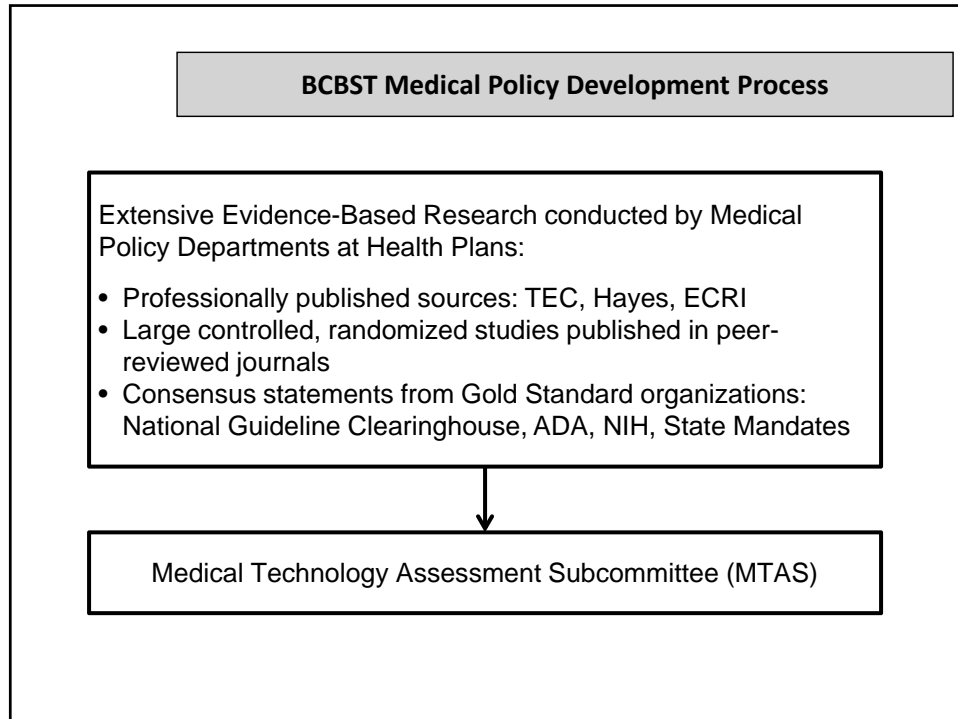 BCBST Medical Policy Development Process
Extensive Evidence-Based Research conducted by Medical
Policy Departments at Health Plans:
• Professionally published sources: TEC, Hayes, ECRI
• Large controlled, randomized studies published in peer-
reviewed journals
• Consensus statements from Gold Standard organizations:
National Guideline Clearinghouse, ADA, NIH, State Mandates
Medical Technology Assessment Subcommittee (MTAS)